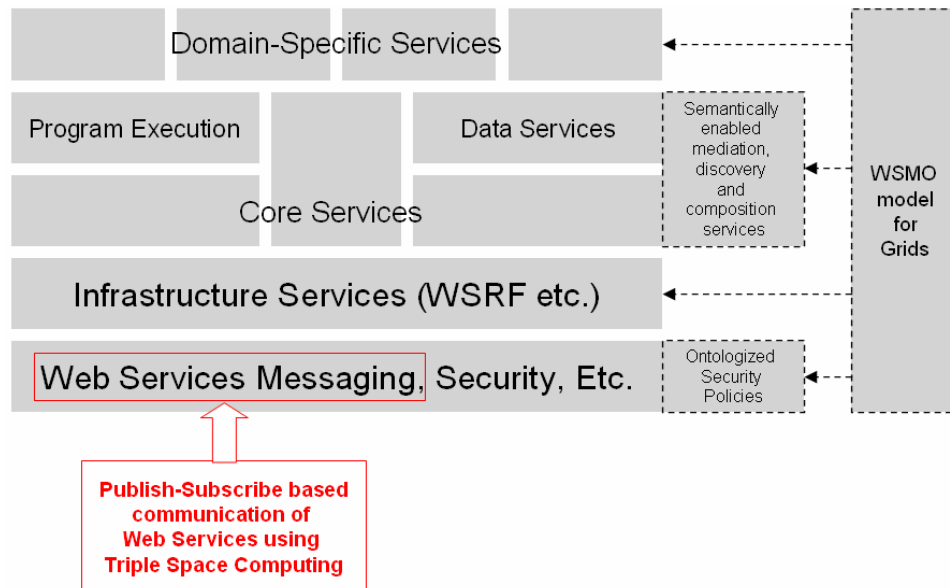 Domain-Specific Services
Program Execution
Data Services
Semantically
enabled
mediation,
discovery
and
composition
services
WSMO
model
for
Grids
Core Services
Infrastructure Services (WSRF etc.)
Web Services Messaging, Security, Etc.
Ontologized
Security
Policies
Publish-Subscribe based
communication of
Web Services using
Triple Space Computing